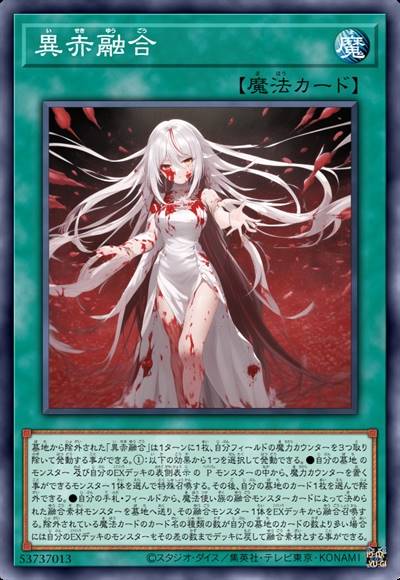 異赤融合
魔
【魔法カード】
墓地から除外された「異赤融合」は1ターンに1枚、自分フィールドの魔力カウンターを3つ取り
除いて発動する事ができる。①:以下の効果から1つを選択して発動できる。●自分の墓地の
モンスター及び自分のEXデッキの表側表示のPモンスターの中から、魔力カウンターを置く
事ができるモンスター1体を選んで特殊召喚する。その後、自分の墓地のカード1枚を選んで除
外できる。●自分の手札・フィールドから、魔法使い族の融合モンスターカードによって決めら
れた融合素材モンスターを墓地へ送り、その融合モンスター1体をEXデッキから融合召喚す
る。除外されている魔法カードのカード名の種類の数が自分の墓地のカードの数より多い場合
には自分のEXデッキのモンスターもその差の数までデッキに戻して融合召喚する事ができる。
53737013
©スタジオ・ダイス/集英社・テレビ東京・KONAMI